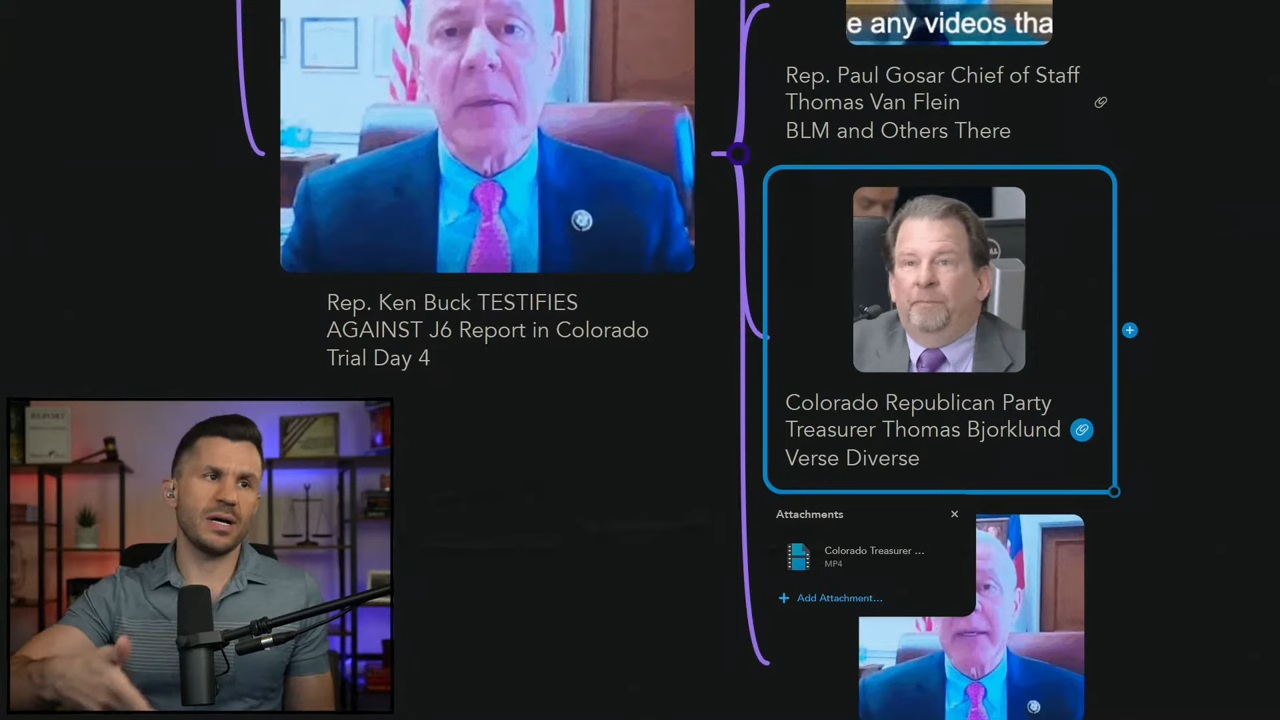 e any videos tha
Rep. Paul Gosar Chief of Staff
Thomas Van Flein
BLM and Others There
Rep. Ken Buck TESTIFIES
AGAINST J6 Report in Colorado
Trial Day 4
Colorado Republican Party
Treasurer Thomas Bjorklund
Verse Diverse
Attachments
Colorado Treasurer ...
MP4
Add Attachment...
REPORT